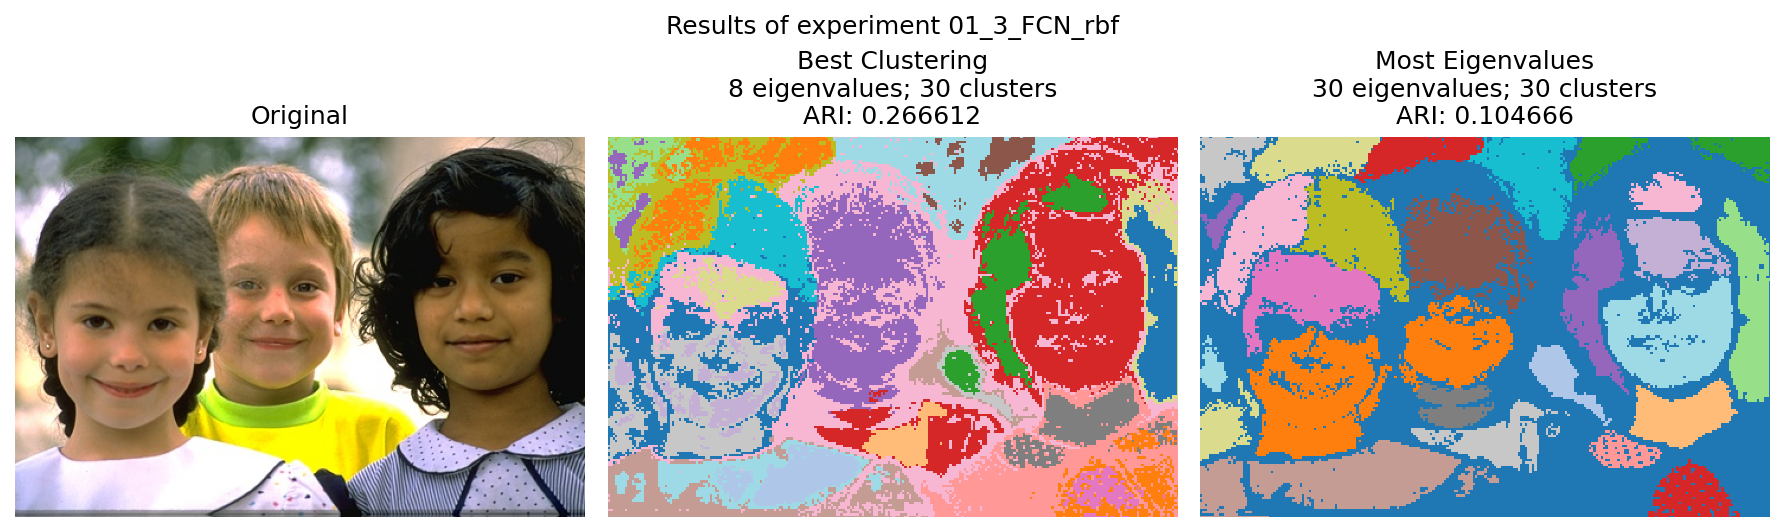 Results of experiment 01_3_FCN_rbf
Original
Best Clustering
8 eigenvalues; 30 clusters
ARI: 0.266612
Most Eigenvalues
30 eigenvalues; 30 clusters
ARI: 0.104666